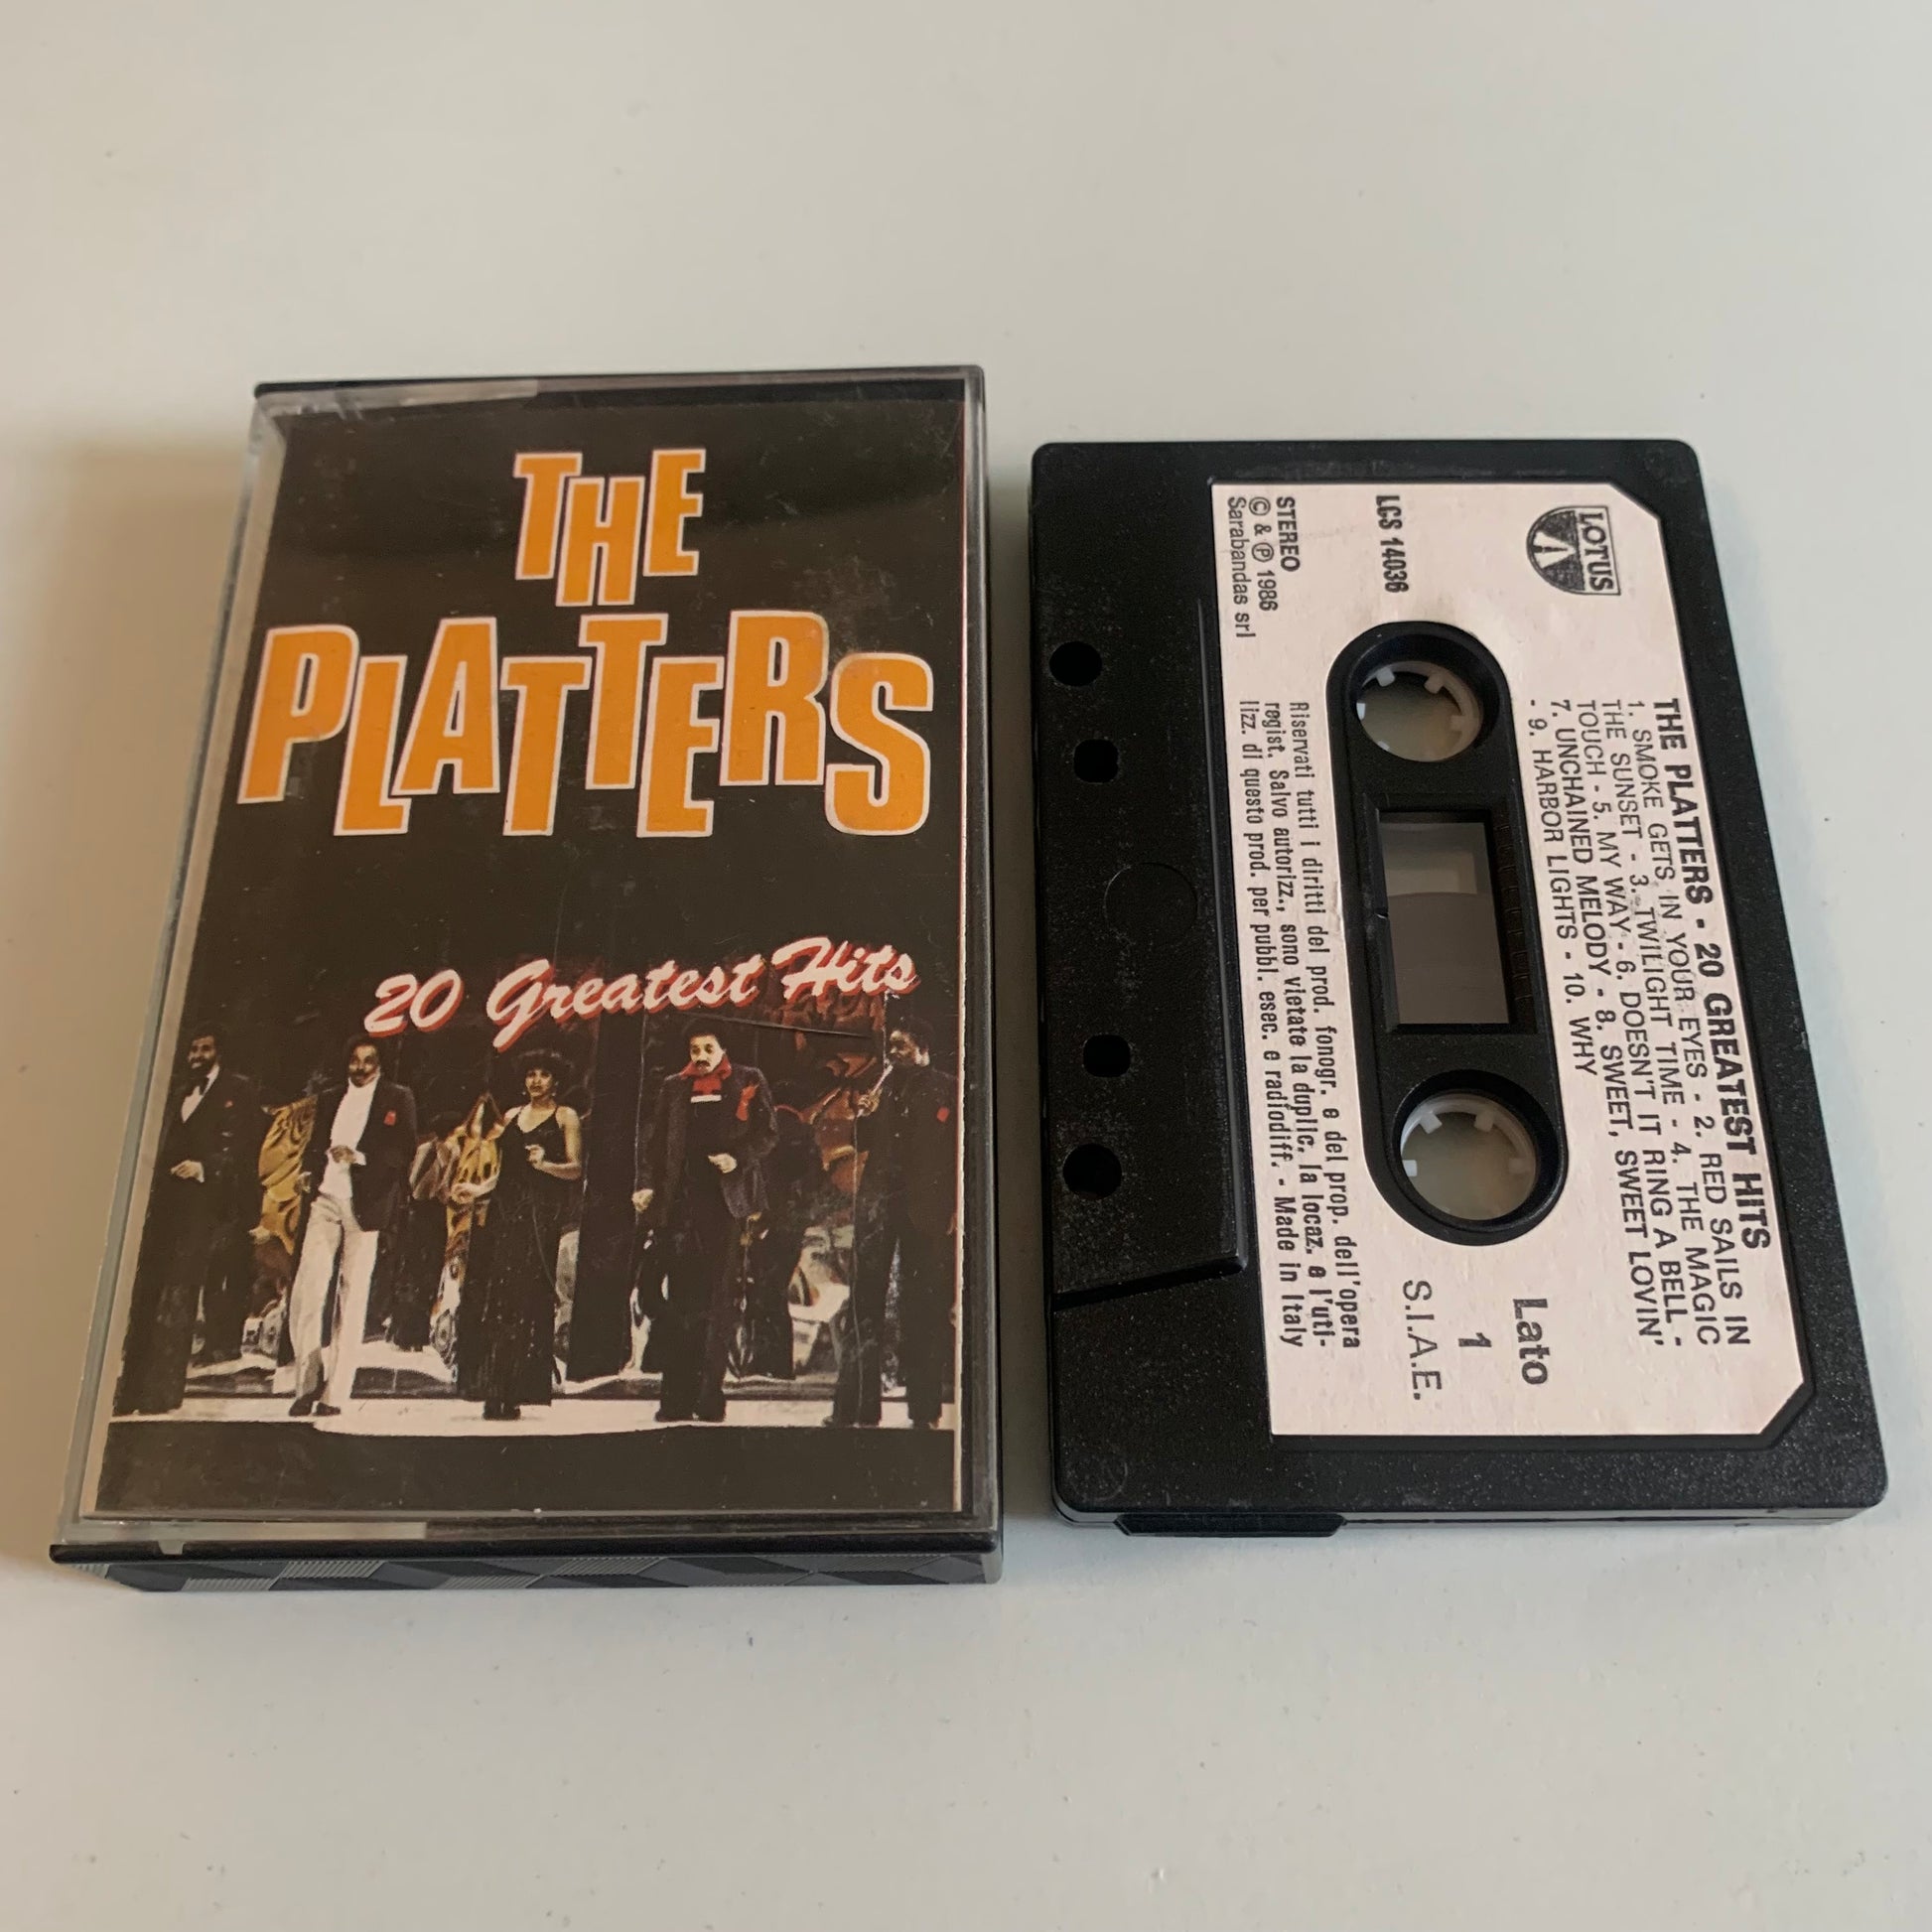 THE
PLATTERS
20 Greatest Hits
LOTUS
LCS 14036
STEREO
© & ℗ 1986
Sarabandas srl
THE PLATTERS - 20 GREATEST HITS
1. SMOKE GETS IN YOUR EYES - 2. RED SAILS IN
THE SUNSET - 3. TWILIGHT TIME - 4. THE MAGIC
TOUCH - 5. MY WAY - 6. DOESN'T IT RING A BELL -
7. UNCHAINED MELODY - 8. SWEET, SWEET LOVIN',
- 9. HARBOR LIGHTS - 10. WHY
Lato
1
S.I.A.E.
Riservati tutti i diritti del prod. fonogr. e del prop. dell'opera
regist. Salvo autorizz., sono vietate la duplic. la locaz. e l'uti-
lizz. di questo prod. per pubbl. esec. e radiodiff. - Made in Italy